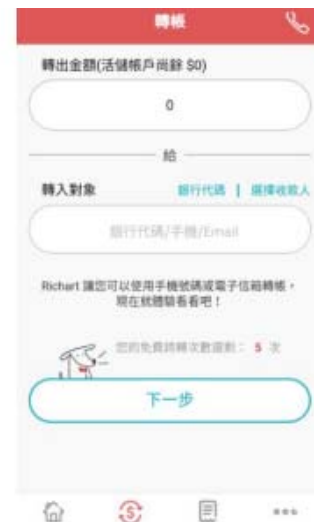 轉帳
轉出金額(活儲帳戶尚餘 $0)
0
給
轉入對象
銀行代碼 | 選擇收款人
銀行代碼/手機/Email
Richart 讓您可以使用手機號碼或電子信箱轉帳，
現在就體驗看看吧！
您的免費跨轉次數還剩： 5 次
下一步